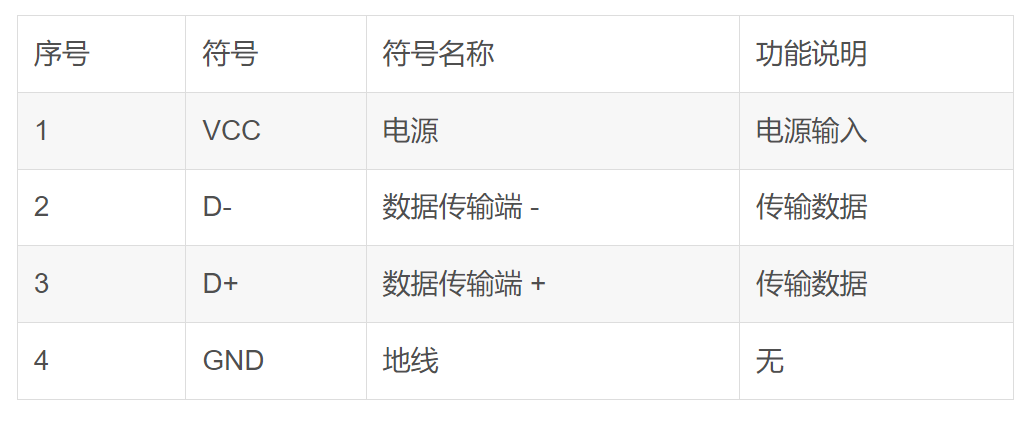 序号 符号 符号名称 功能说明
1 VCC 电源 电源输入
2 D- 数据传输端 - 传输数据
3 D+ 数据传输端 + 传输数据
4 GND 地线 无